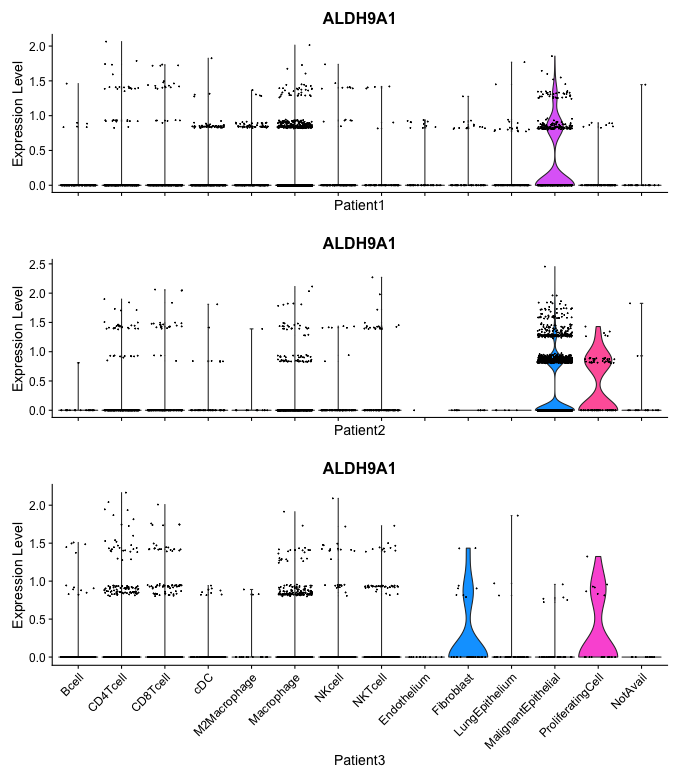 ALDH9A1
Expression Level
2.0
1.5
1.0
0.5
0.0
Patient1
ALDH9A1
Expression Level
2.5
2.0
1.5
1.0
0.5
0.0
Patient2
ALDH9A1
Expression Level
2.0
1.5
1.0
0.5
0.0
Bcell
CD4Tcell
CD8Tcell
cDC
M2Macrophage
Macrophage
NKcell
NKTcell
Endothelium
Fibroblast
LungEpithelium
MalignantEpithelial
ProliferatingCell
NotAvail
Patient3